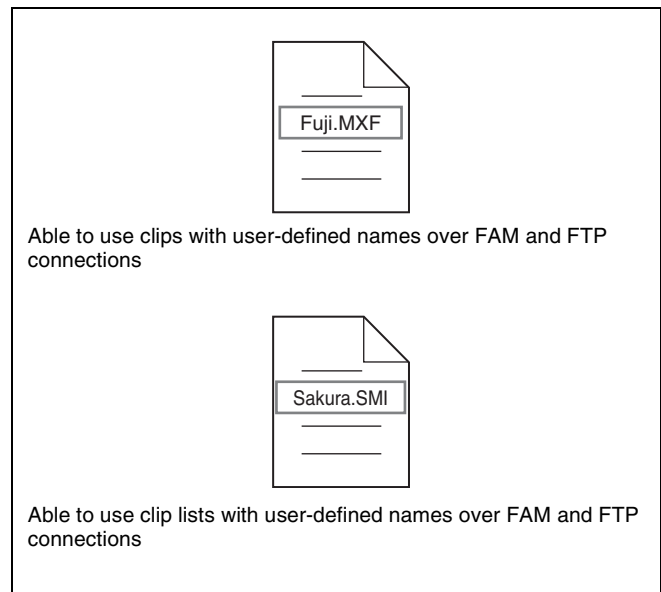 Fuji.MXF
Able to use clips with user-defined names over FAM and FTP
connections
Sakura.SMI
Able to use clip lists with user-defined names over FAM and FTP
connections